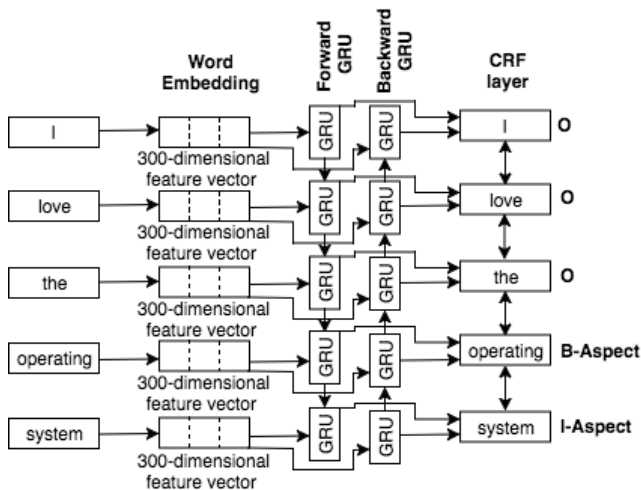 Word
Embedding
Forward
GRU
Backward
GRU
CRF
layer
I
GRU
GRU
I
O
300-dimensional
feature vector
love
GRU
GRU
love
O
300-dimensional
feature vector
the
GRU
GRU
the
O
300-dimensional
feature vector
operating
GRU
GRU
operating
B-Aspect
300-dimensional
feature vector
system
GRU
GRU
system
I-Aspect
300-dimensional
feature vector